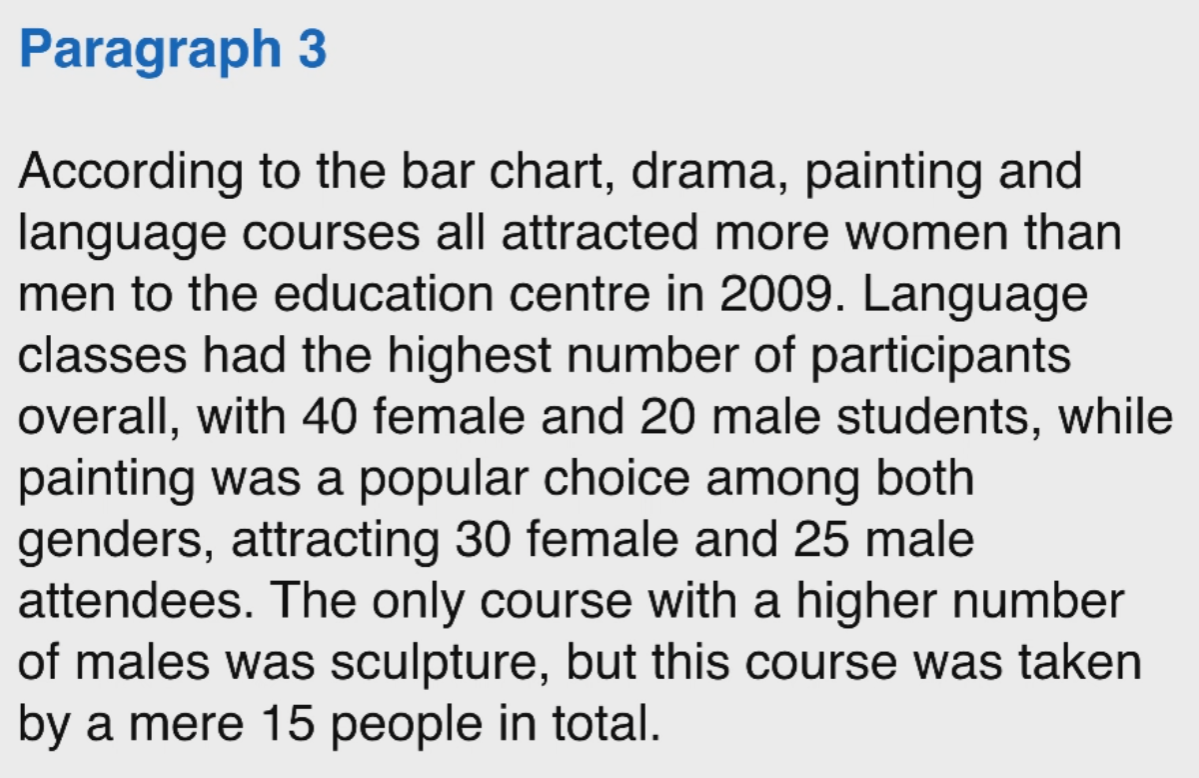 Paragraph 3
According to the bar chart, drama, painting and
language courses all attracted more women than
men to the education centre in 2009. Language
classes had the highest number of participants
overall, with 40 female and 20 male students, while
painting was a popular choice among both
genders, attracting 30 female and 25 male
attendees. The only course with a higher number
of males was sculpture, but this course was taken
by a mere 15 people in total.